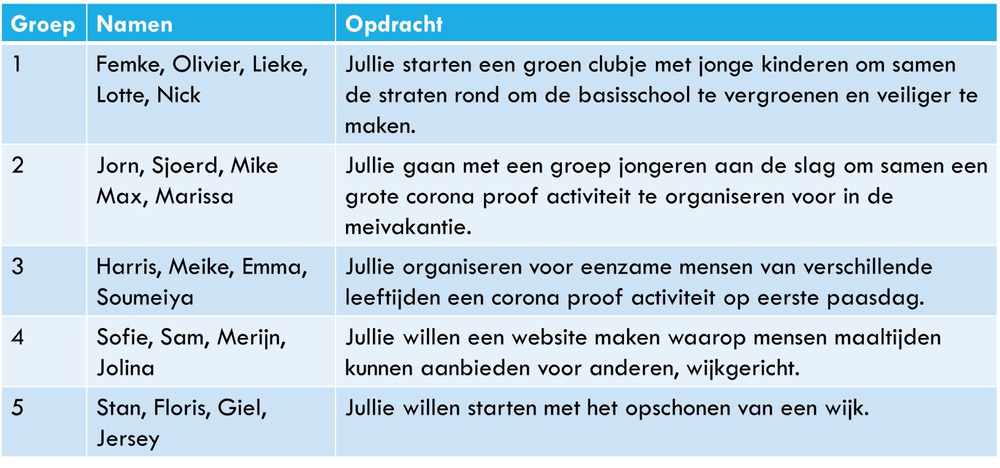 Groep Namen Opdracht
1 Femke, Olivier, Lieke, Jullie starten een groen clubje met jonge kinderen om samen
Lotte, Nick de straten rond om de basisschool te vergroenen en veiliger te
maken.
2 Jorn, Sjoerd, Mike Jullie gaan met een groep jongeren aan de slag om samen een
Max, Marissa grote corona proof activiteit te organiseren voor in de
meivakantie.
3 Harris, Meike, Emma, Jullie organiseren voor eenzame mensen van verschillende
Soumeiya leeftijden een corona proof activiteit op eerste paasdag.
4 Sofie, Sam, Merijn, Jullie willen een website maken waarop mensen maaltijden
Jolina kunnen aanbieden voor anderen, wijkgericht.
5 Stan, Floris, Giel, Jullie willen starten met het opschonen van een wijk.
Jersey